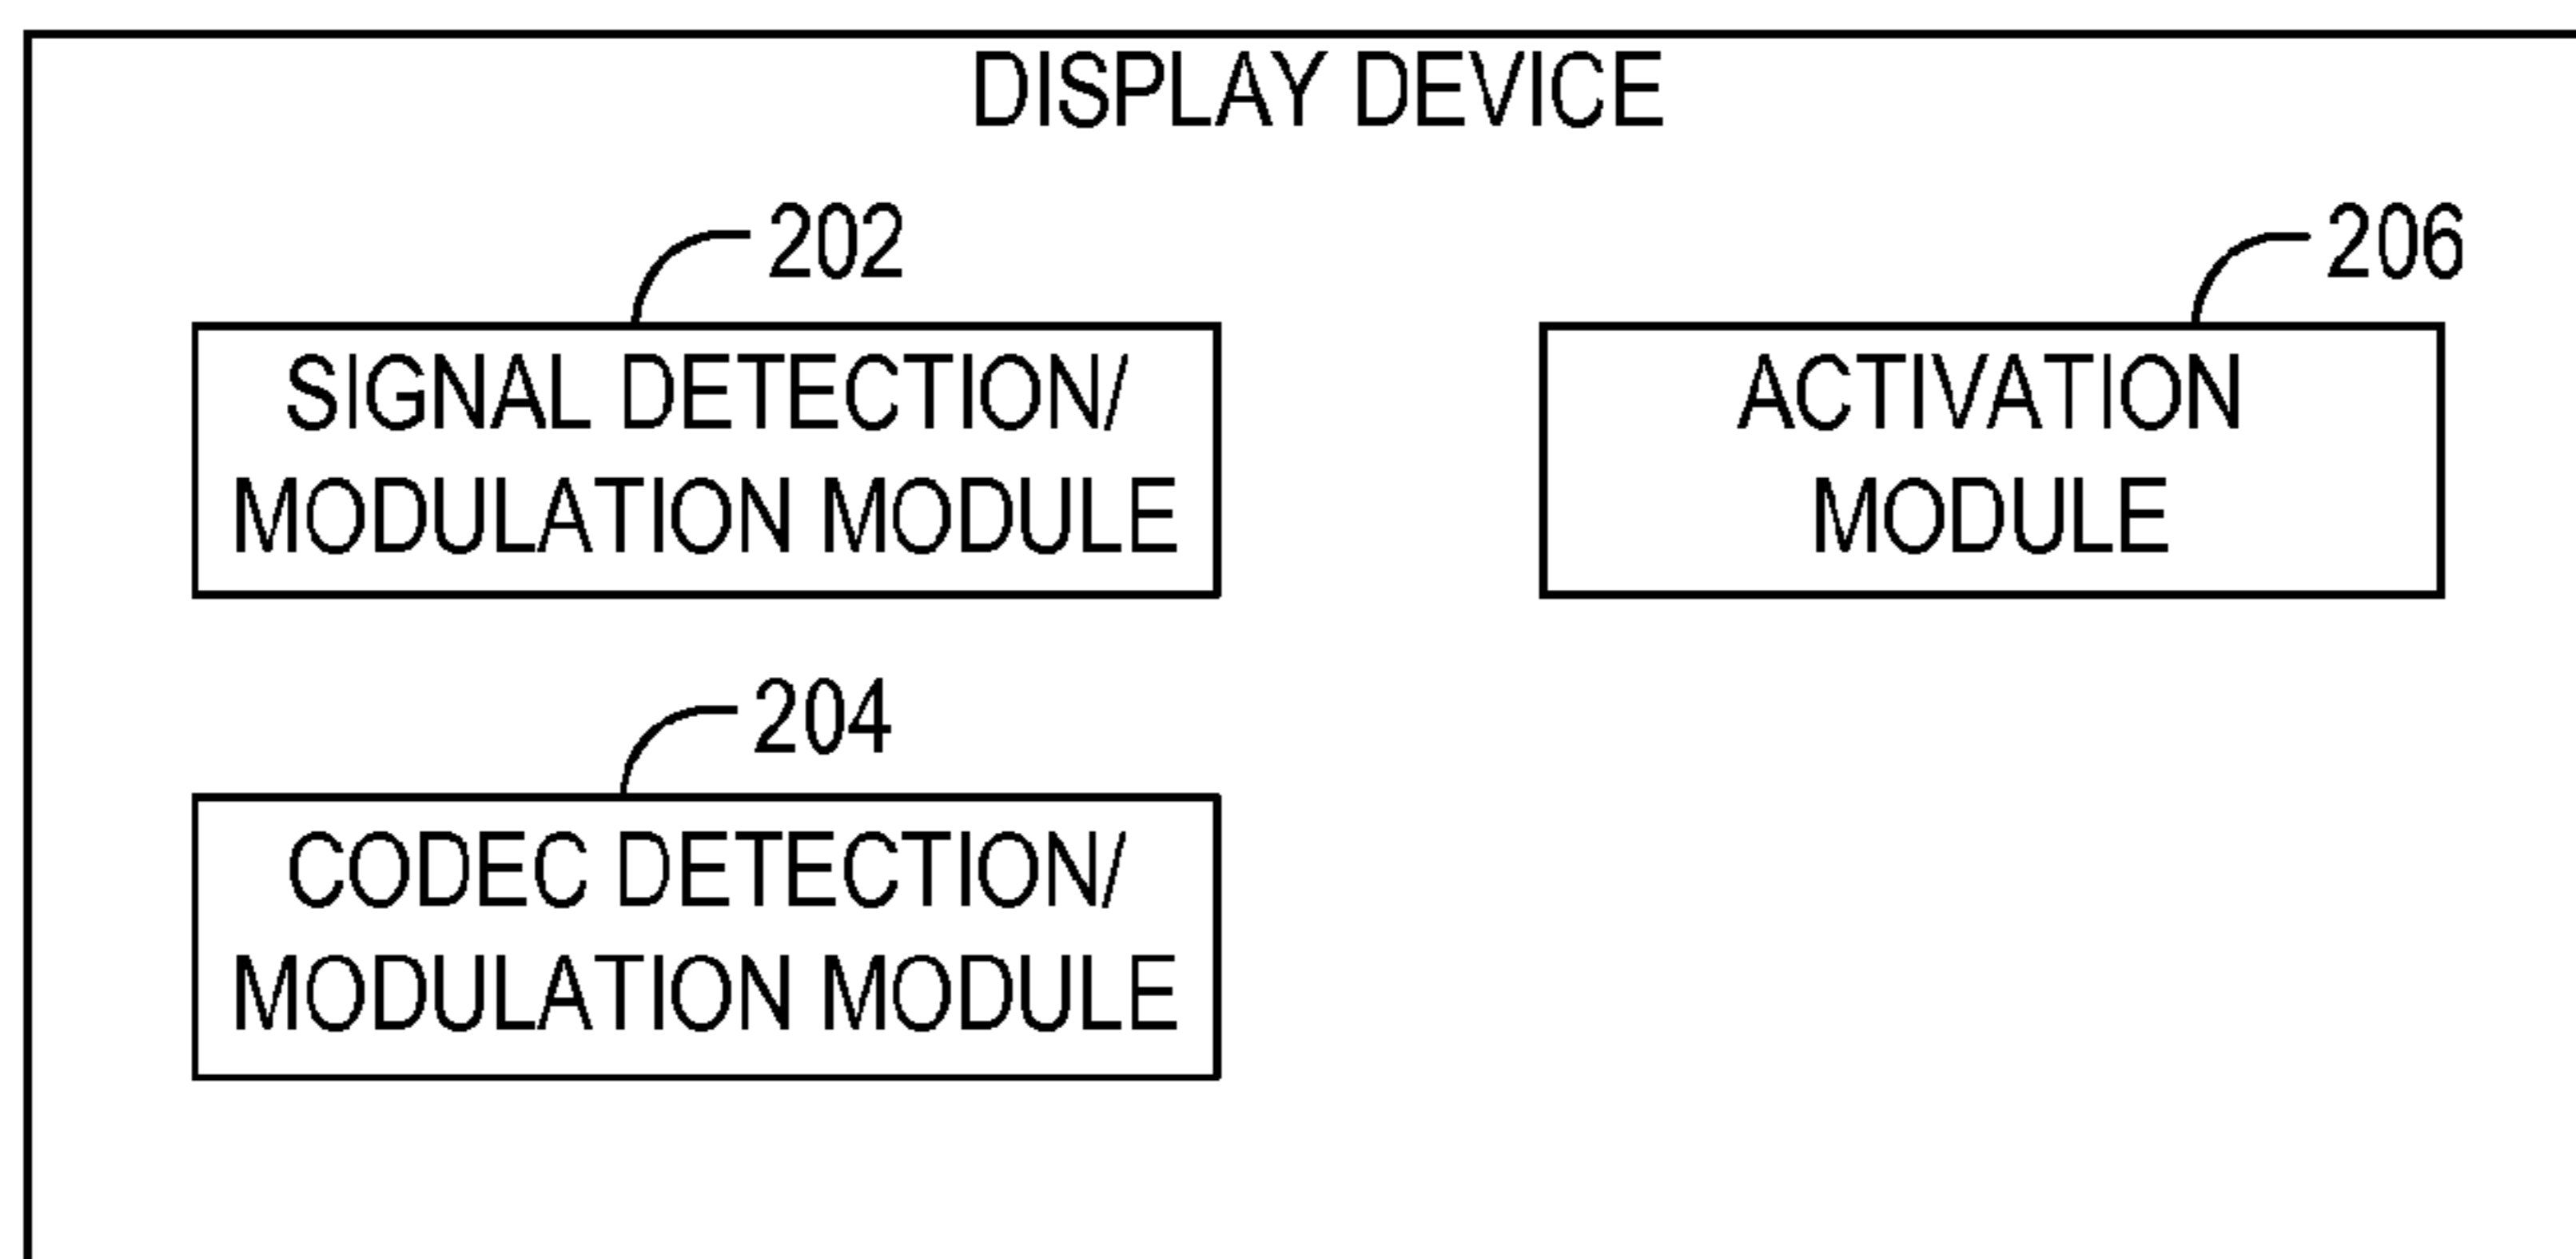 DISPLAY DEVICE
202
SIGNAL DETECTION/
MODULATION MODULE
206
ACTIVATION
MODULE
204
CODEC DETECTION/
MODULATION MODULE